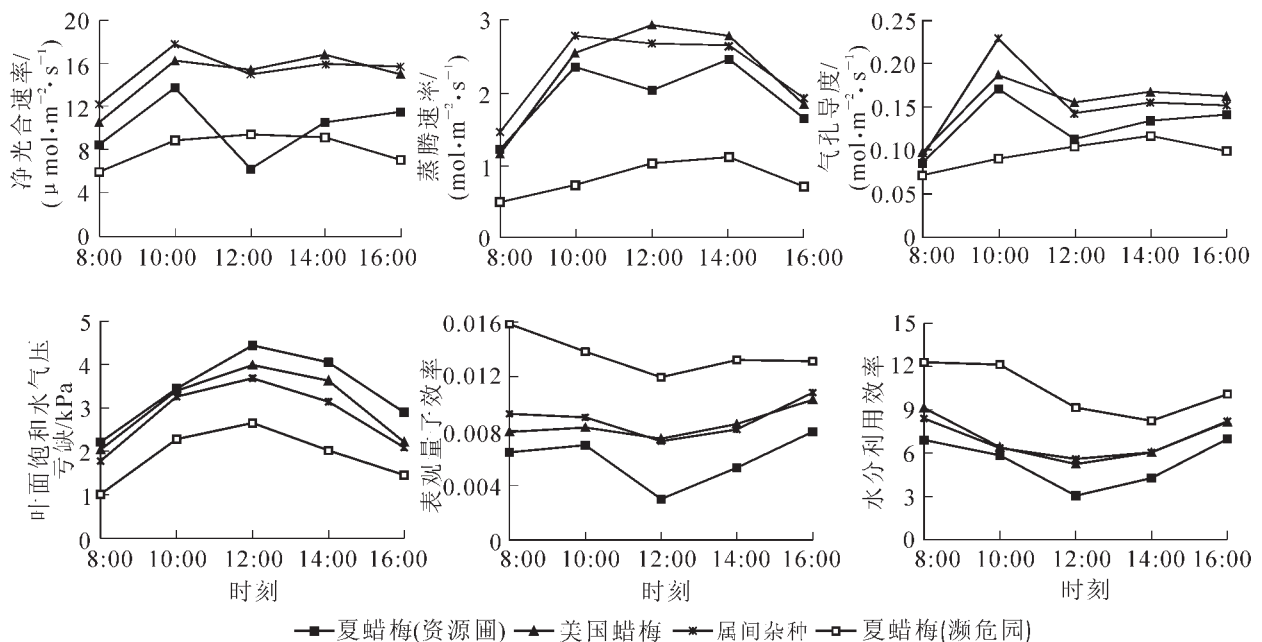 净光合速率/
(μmol·m⁻²·s⁻¹)
20
16
12
8
4
0
8:00 10:00 12:00 14:00 16:00
蒸腾速率/
(mol·m⁻²·s⁻¹)
3
2
1
0
8:00 10:00 12:00 14:00 16:00
气孔导度/
(mol·m⁻²·s⁻¹)
0.25
0.20
0.15
0.10
0.05
0
8:00 10:00 12:00 14:00 16:00
叶面饱和水气压
亏缺/kPa
5
4
3
2
1
0
8:00 10:00 12:00 14:00 16:00
时刻
表观量子效率
0.016
0.012
0.008
0.004
0
8:00 10:00 12:00 14:00 16:00
时刻
水分利用效率
15
12
9
6
3
0
8:00 10:00 12:00 14:00 16:00
时刻
夏蜡梅(资源圃) 美国蜡梅 属间杂种 夏蜡梅(濒危园)